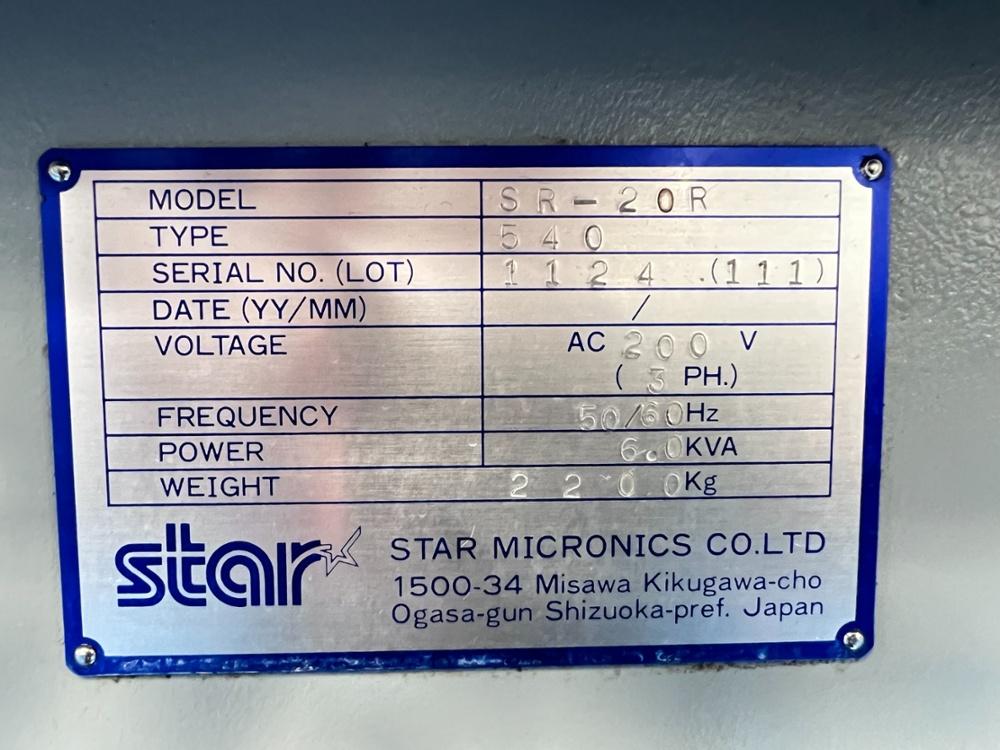 MODEL SR-20R
TYPE 540
SERIAL NO. (LOT) 1124 .(111)
DATE (YY/MM) /
VOLTAGE AC 200 V
( 3 PH.)
FREQUENCY 50/60Hz
POWER 6.0KVA
WEIGHT 2200Kg
star STAR MICRONICS CO.LTD
1500-34 Misawa Kikugawa-cho
Ogasa-gun Shizuoka-pref. Japan